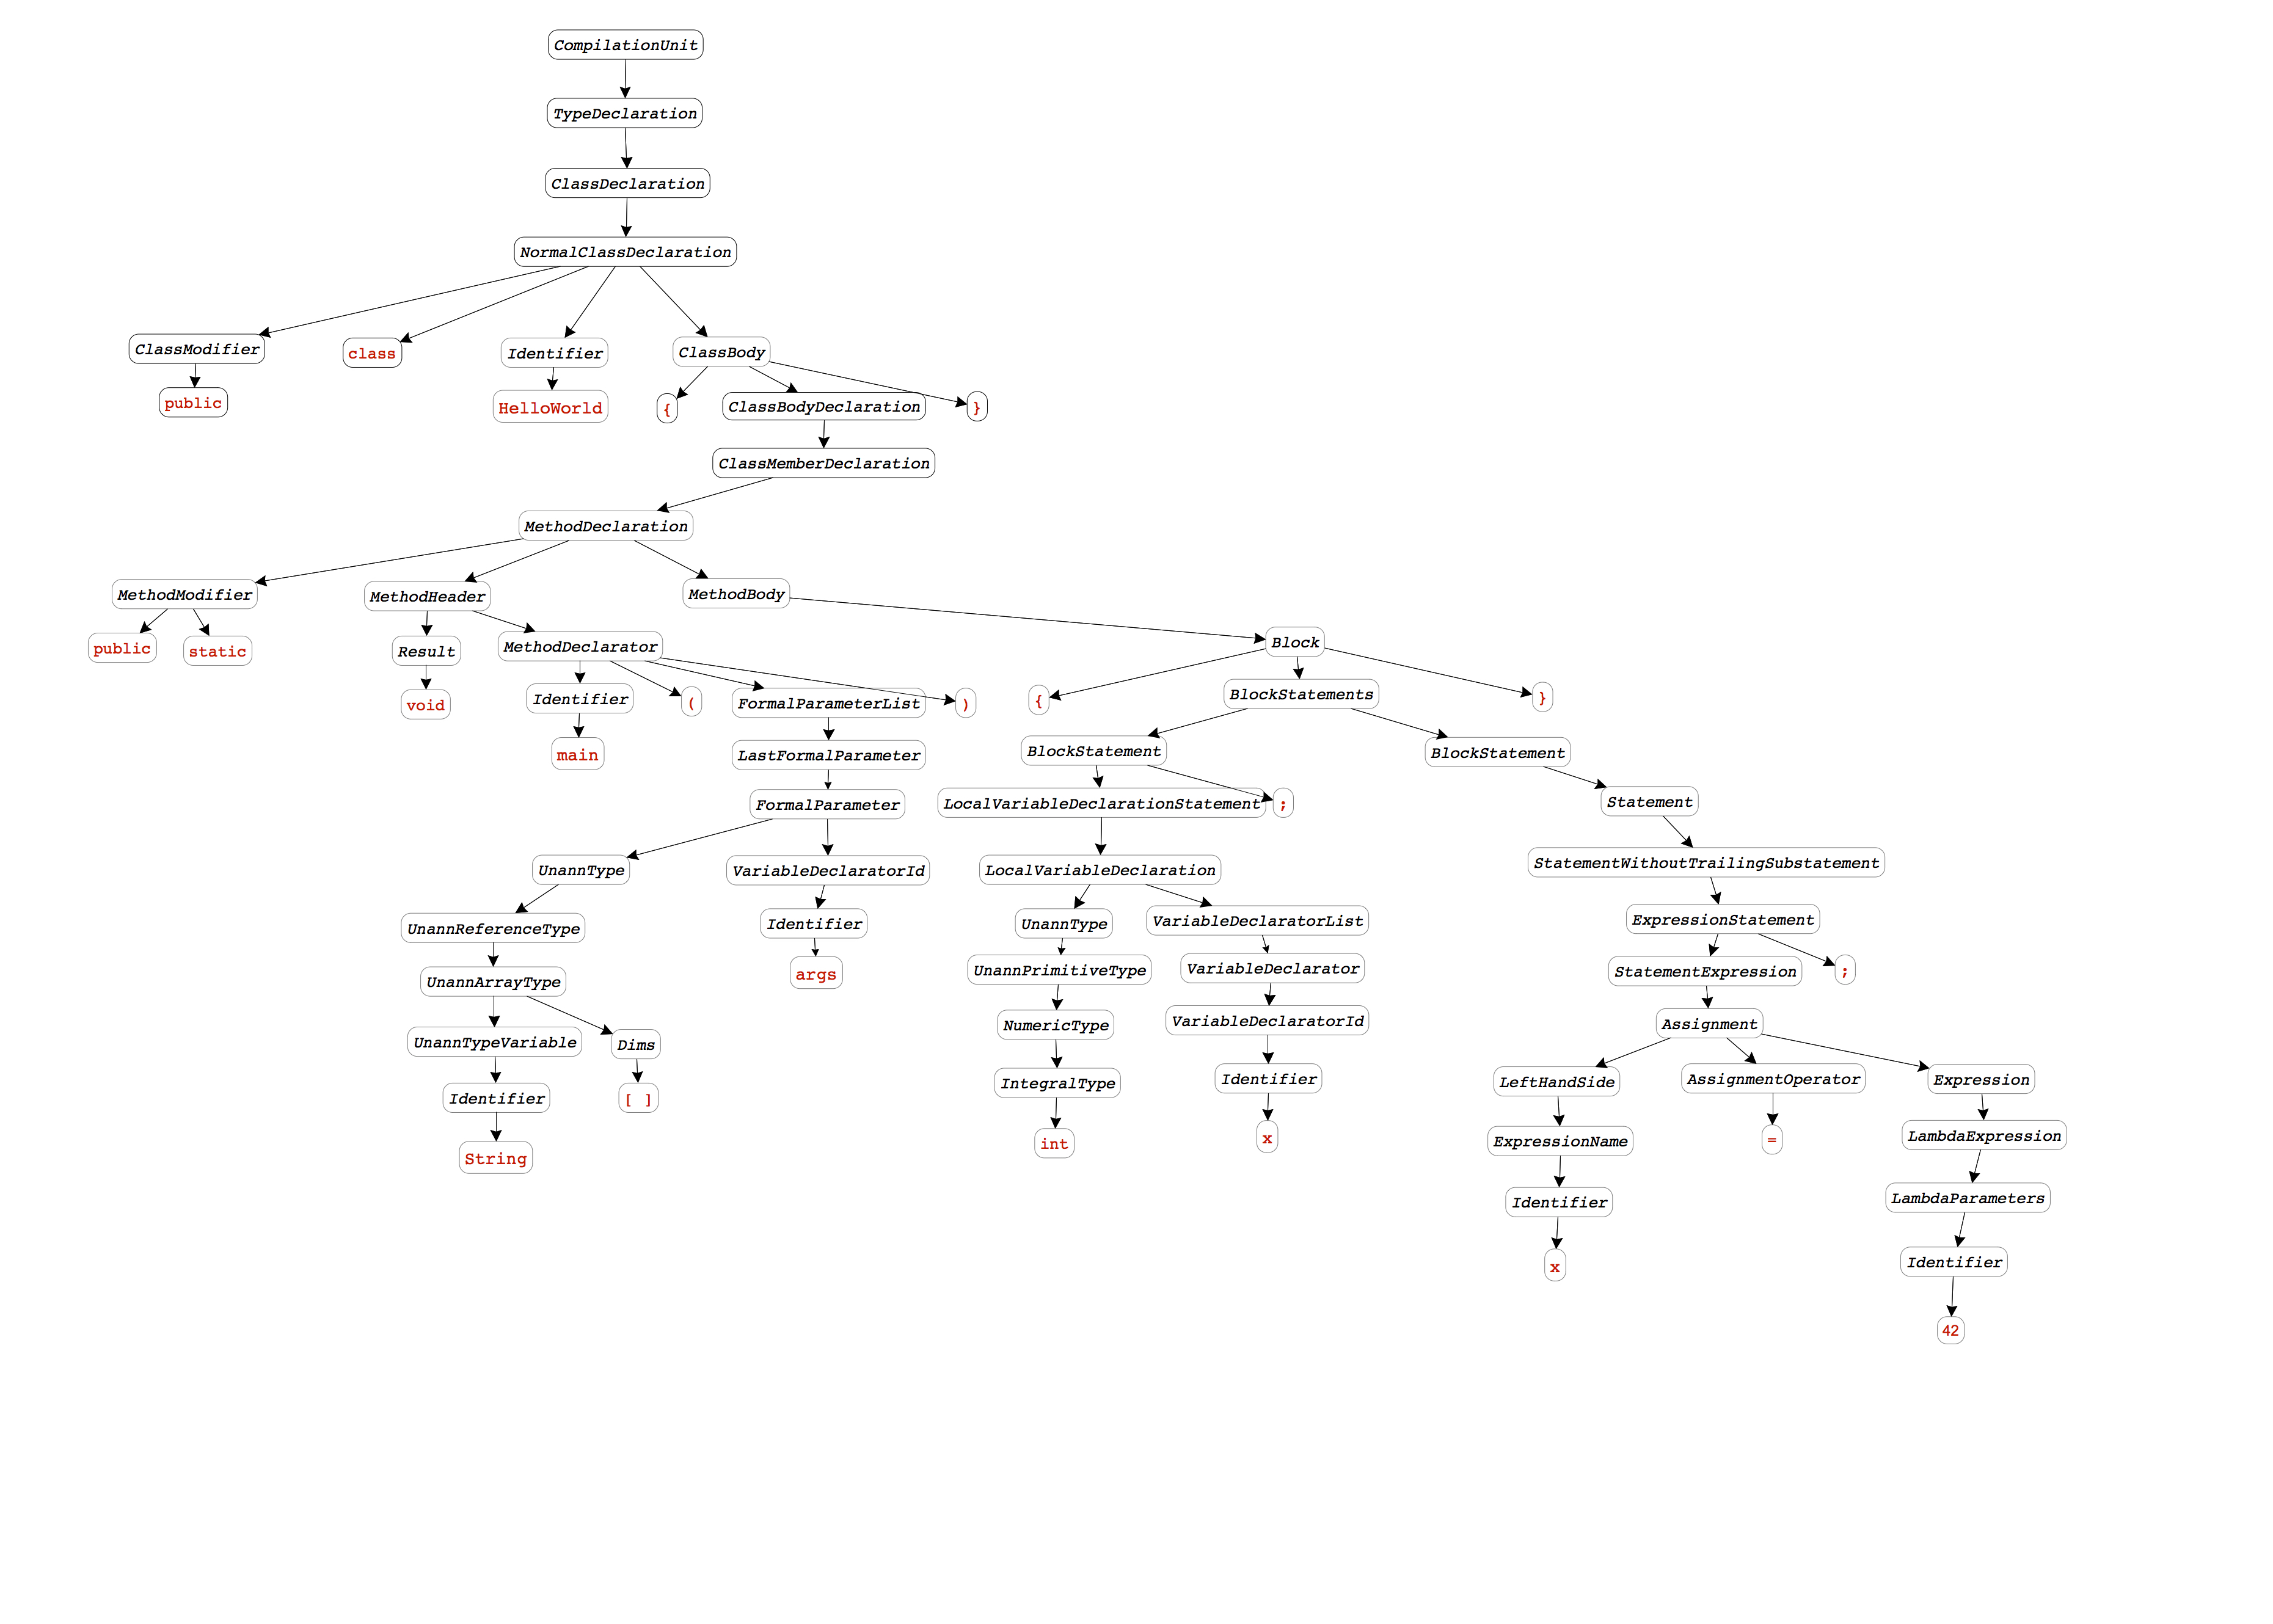 CompilationUnit
TypeDeclaration
ClassDeclaration
NormalClassDeclaration
ClassModifier
class
Identifier
ClassBody
public
HelloWorld
{
ClassBodyDeclaration
}
ClassMemberDeclaration
MethodDeclaration
MethodModifier
MethodHeader
MethodBody
public
static
Result
MethodDeclarator
Block
void
Identifier
(
FormalParameterList
)
{
BlockStatements
}
main
LastFormalParameter
BlockStatement
BlockStatement
FormalParameter
LocalVariableDeclarationStatement
;
Statement
UnannType
VariableDeclaratorId
LocalVariableDeclaration
StatementWithoutTrailingSubstatement
UnannReferenceType
Identifier
UnannType
VariableDeclaratorList
ExpressionStatement
UnannArrayType
args
UnannPrimitiveType
VariableDeclarator
StatementExpression
;
UnannTypeVariable
Dims
NumericType
VariableDeclaratorId
Assignment
Identifier
[ ]
IntegralType
Identifier
LeftHandSide
AssignmentOperator
Expression
String
int
x
ExpressionName
=
LambdaExpression
Identifier
LambdaParameters
x
Identifier
42